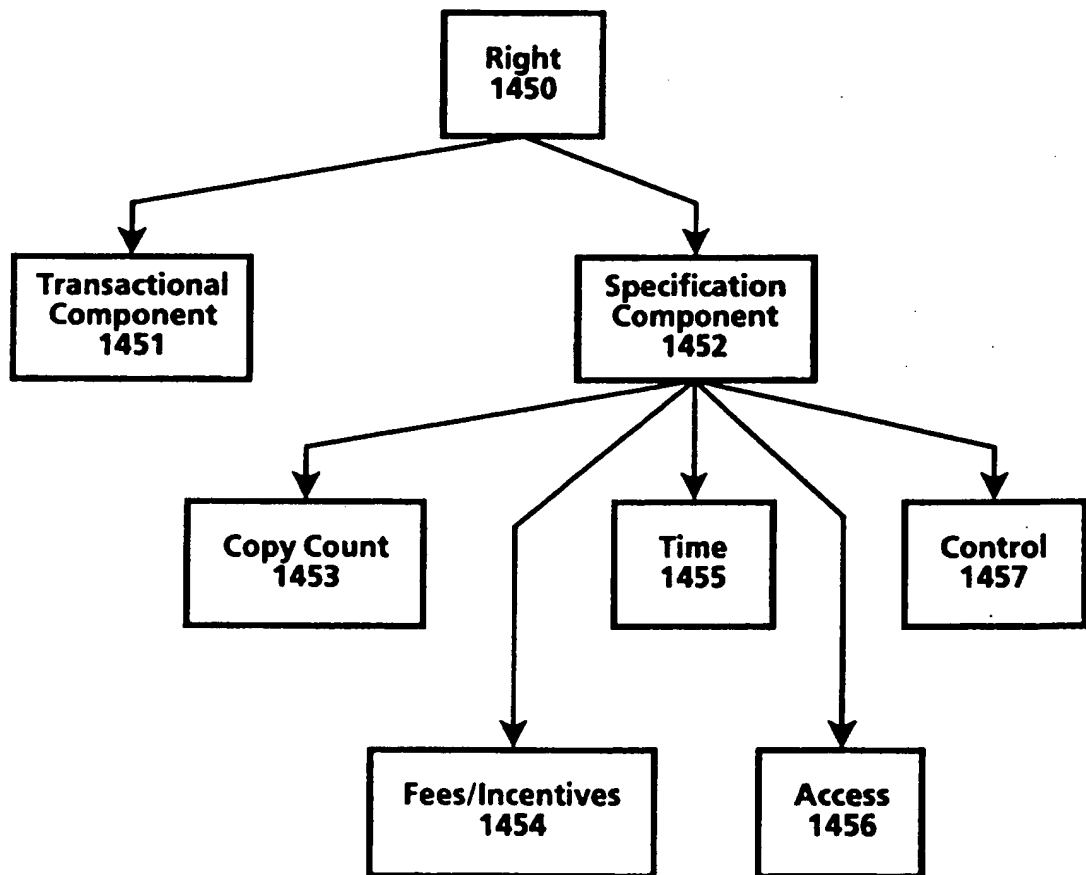 Right
1450
Transactional
Component
1451
Specification
Component
1452
Copy Count
1453
Time
1455
Control
1457
Fees/Incentives
1454
Access
1456